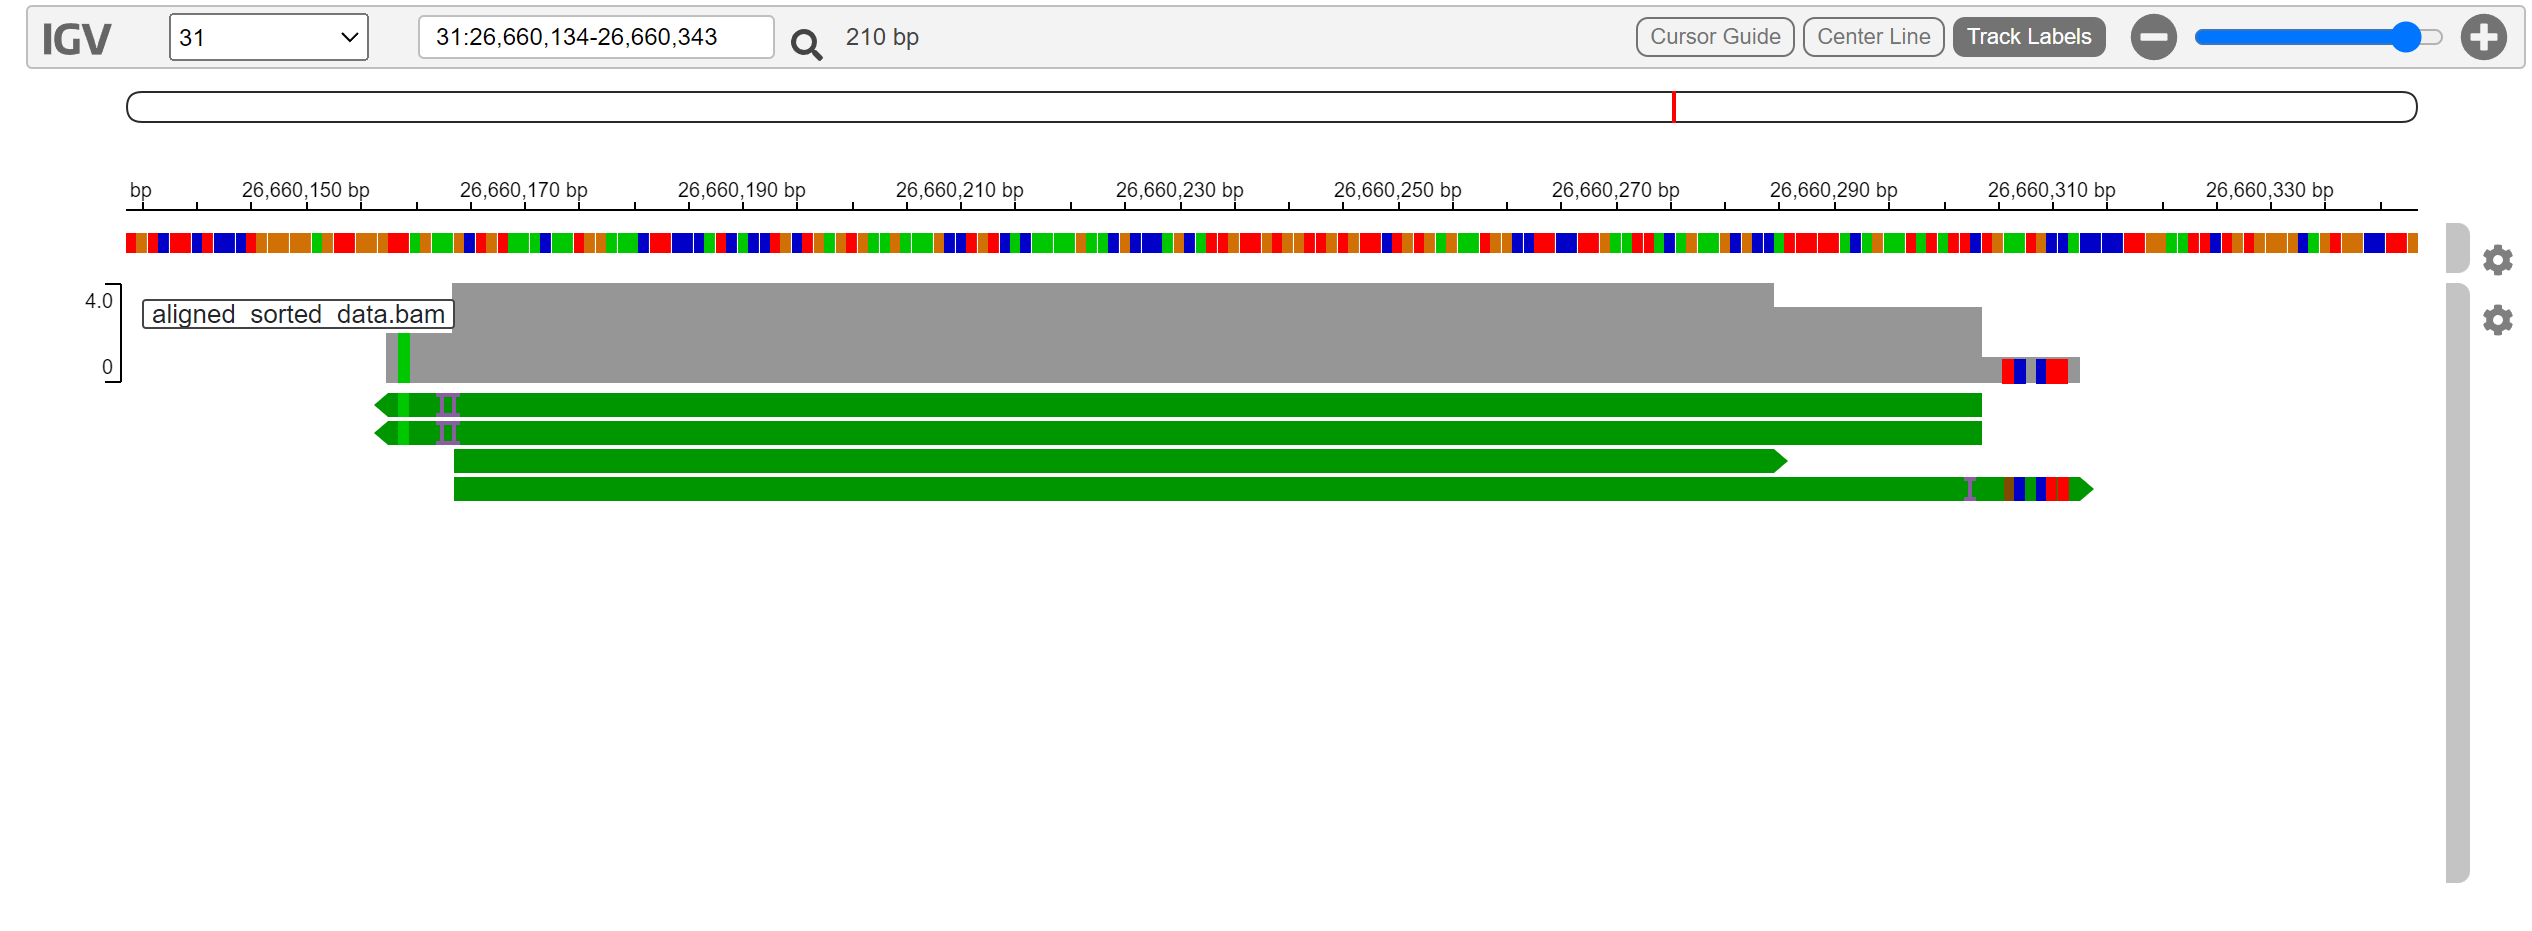 IGV 31 31:26,660,134-26,660,343 210 bp Cursor Guide Center Line Track Labels
bp 26,660,150 bp 26,660,170 bp 26,660,190 bp 26,660,210 bp 26,660,230 bp 26,660,250 bp 26,660,270 bp 26,660,290 bp 26,660,310 bp 26,660,330 bp
4.0
aligned sorted data.bam
0